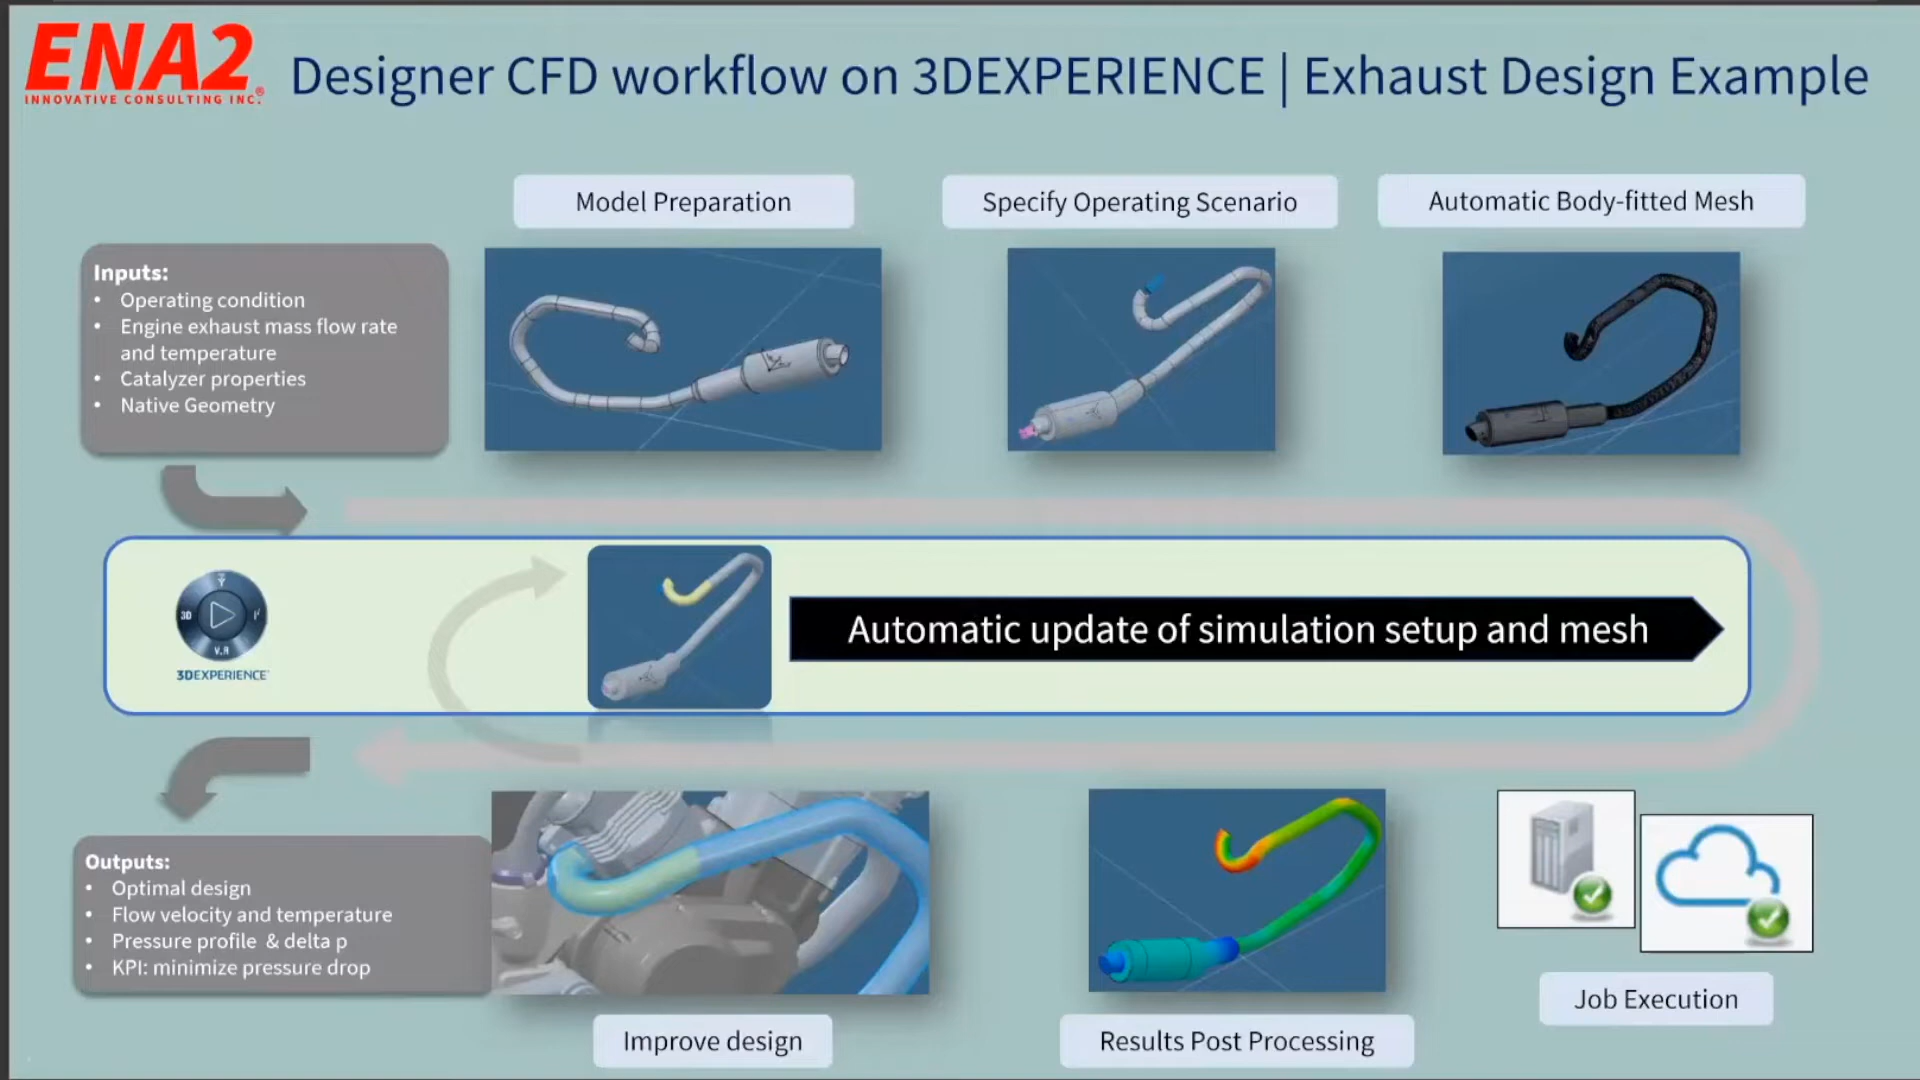 ENA2®
INNOVATIVE CONSULTING INC.
Designer CFD workflow on 3DEXPERIENCE | Exhaust Design Example
Model Preparation
Specify Operating Scenario
Automatic Body-fitted Mesh
Inputs:
• Operating condition
• Engine exhaust mass flow rate
and temperature
• Catalyzer properties
• Native Geometry
3D
V.R
3DEXPERIENCE
Automatic update of simulation setup and mesh
Outputs:
• Optimal design
• Flow velocity and temperature
• Pressure profile & delta p
• KPI: minimize pressure drop
Improve design
Results Post Processing
Job Execution